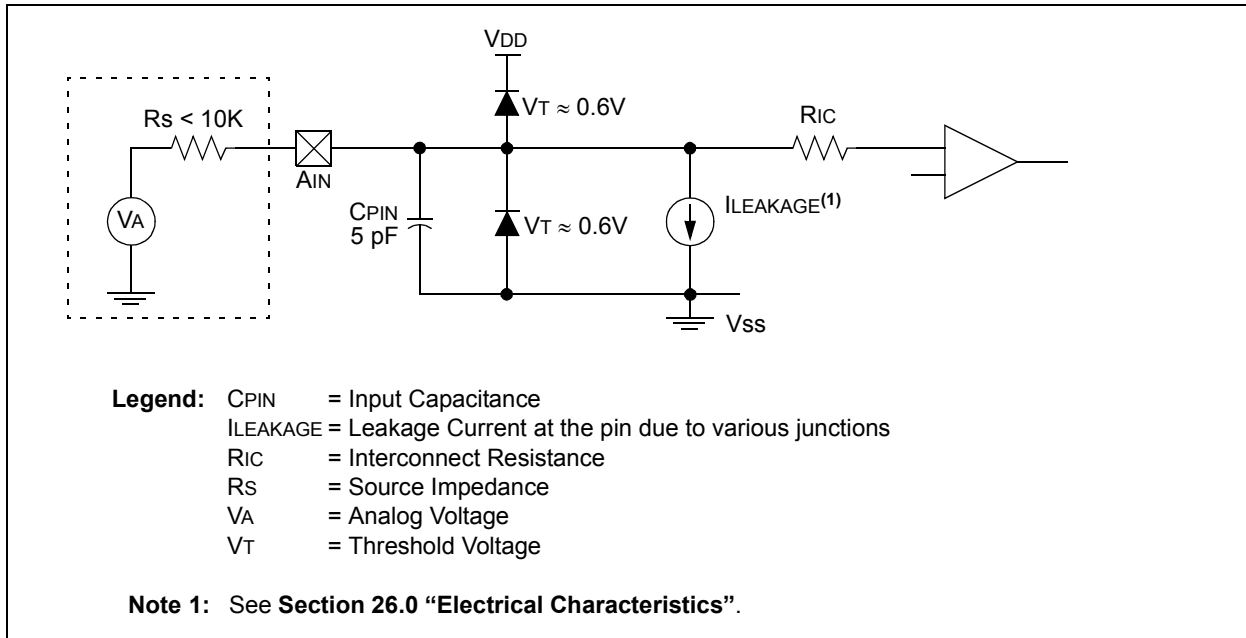 VDD
VT ≈ 0.6V
Rs < 10K
RIC
AIN
CPIN
5 pF
VT ≈ 0.6V
ILEAKAGE(1)
VA
Vss
Legend: CPIN = Input Capacitance
ILEAKAGE = Leakage Current at the pin due to various junctions
RIC = Interconnect Resistance
RS = Source Impedance
VA = Analog Voltage
VT = Threshold Voltage
Note 1: See Section 26.0 “Electrical Characteristics”.